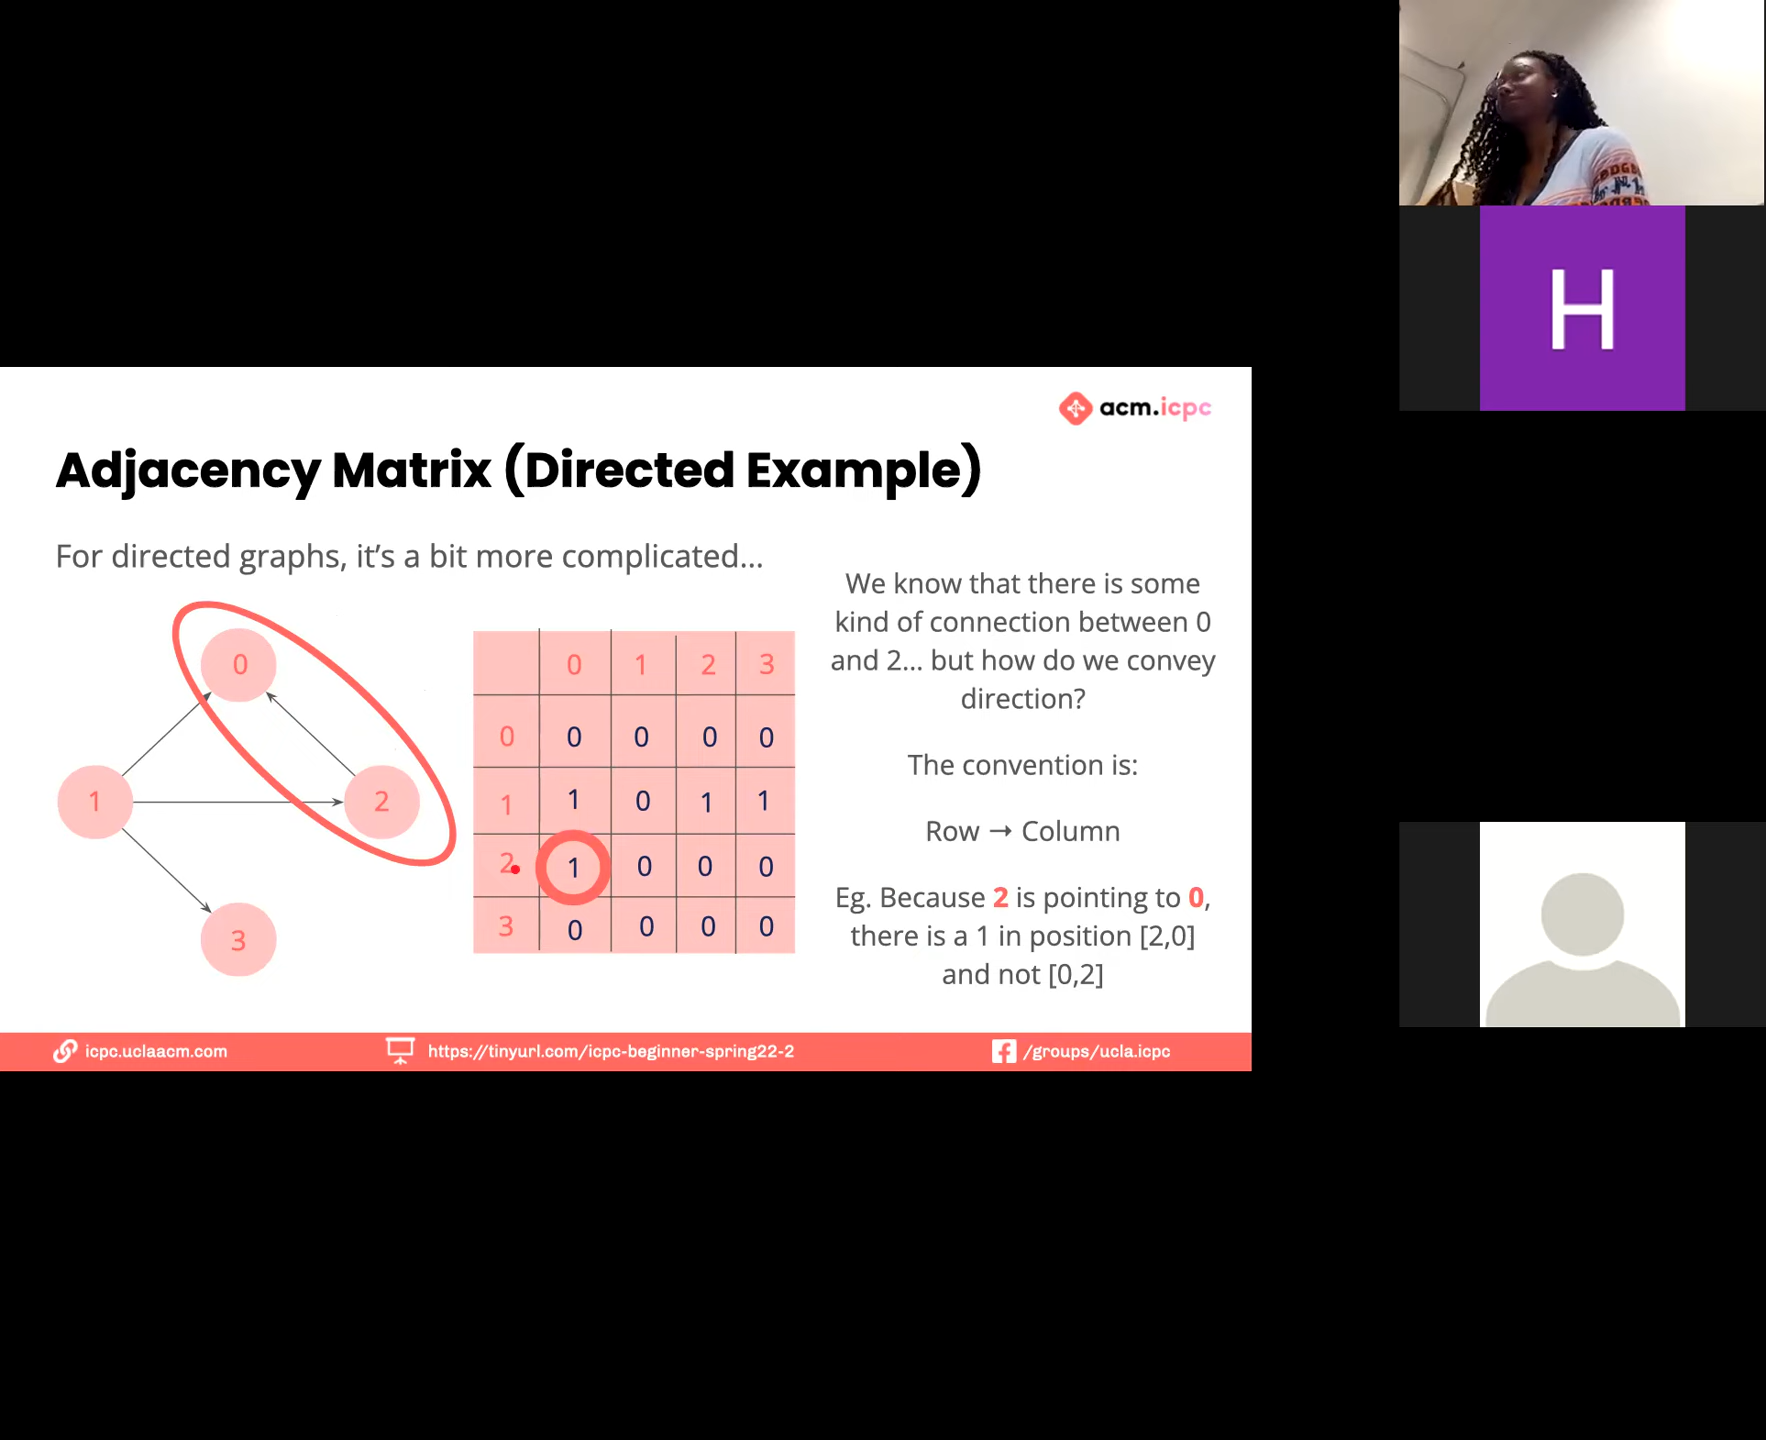 H
acm.icpc
Adjacency Matrix (Directed Example)
For directed graphs, it's a bit more complicated...
0
1
2
3
0 1 2 3
0 0 0 0 0
1 1 0 1 1
2 1 0 0 0
3 0 0 0 0
We know that there is some
kind of connection between 0
and 2... but how do we convey
direction?
The convention is:
Row → Column
Eg. Because 2 is pointing to 0,
there is a 1 in position [2,0]
and not [0,2]
icpc.uclaacm.com
https://tinyurl.com/icpc-beginner-spring22-2
/groups/ucla.icpc